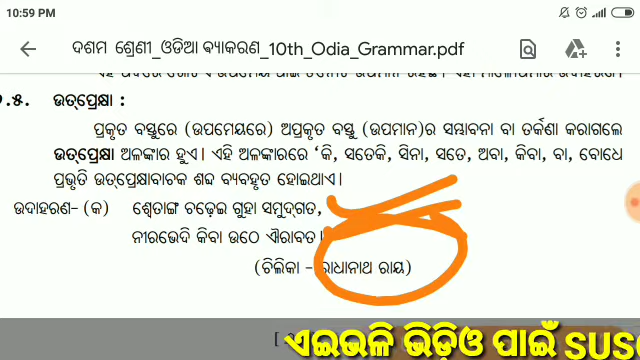 10:59 PM
ଦଶମ ଶ୍ରେଣୀ_ଓଡିଆ ବ୍ୟାକରଣ_10th_Odia_Grammar.pdf
.୫. ଉତ୍‌ପ୍ରେକ୍ଷା :
ପ୍ରକୃତ ବସ୍ତୁରେ (ଉପମେୟରେ) ଅପ୍ରକୃତ ବସ୍ତୁ (ଉପମାନ)ର ସମ୍ଭାବନା ବା ତର୍କଣା କରାଗଲେ
ଉତ୍‌ପ୍ରେକ୍ଷା ଅଳଙ୍କାର ହୁଏ। ଏହି ଅଳଙ୍କାରରେ ‘କି, ସତେକି, ସିନା, ସତେ, ଅବା, କିବା, ବା, ବୋଧେ
ପ୍ରଭୃତି ଉତ୍‌ପ୍ରେକ୍ଷାବାଚକ ଶବ୍ଦ ବ୍ୟବହୃତ ହୋଇଥାଏ।
ଉଦାହରଣ- (କ) ଶ୍ୱେତାଙ୍ଗ ଚଢ଼େଇ ଗୁହା ସମୁଦ୍‌ଗତ,
ନୀରଭେଦି କିବା ଉଠେ ଐରାବତ।
(ଚିଲିକା - ରାଧାନାଥ ରାୟ)
ଏଇଭଳି ଭିଡ଼ିଓ ପାଇଁ SUS